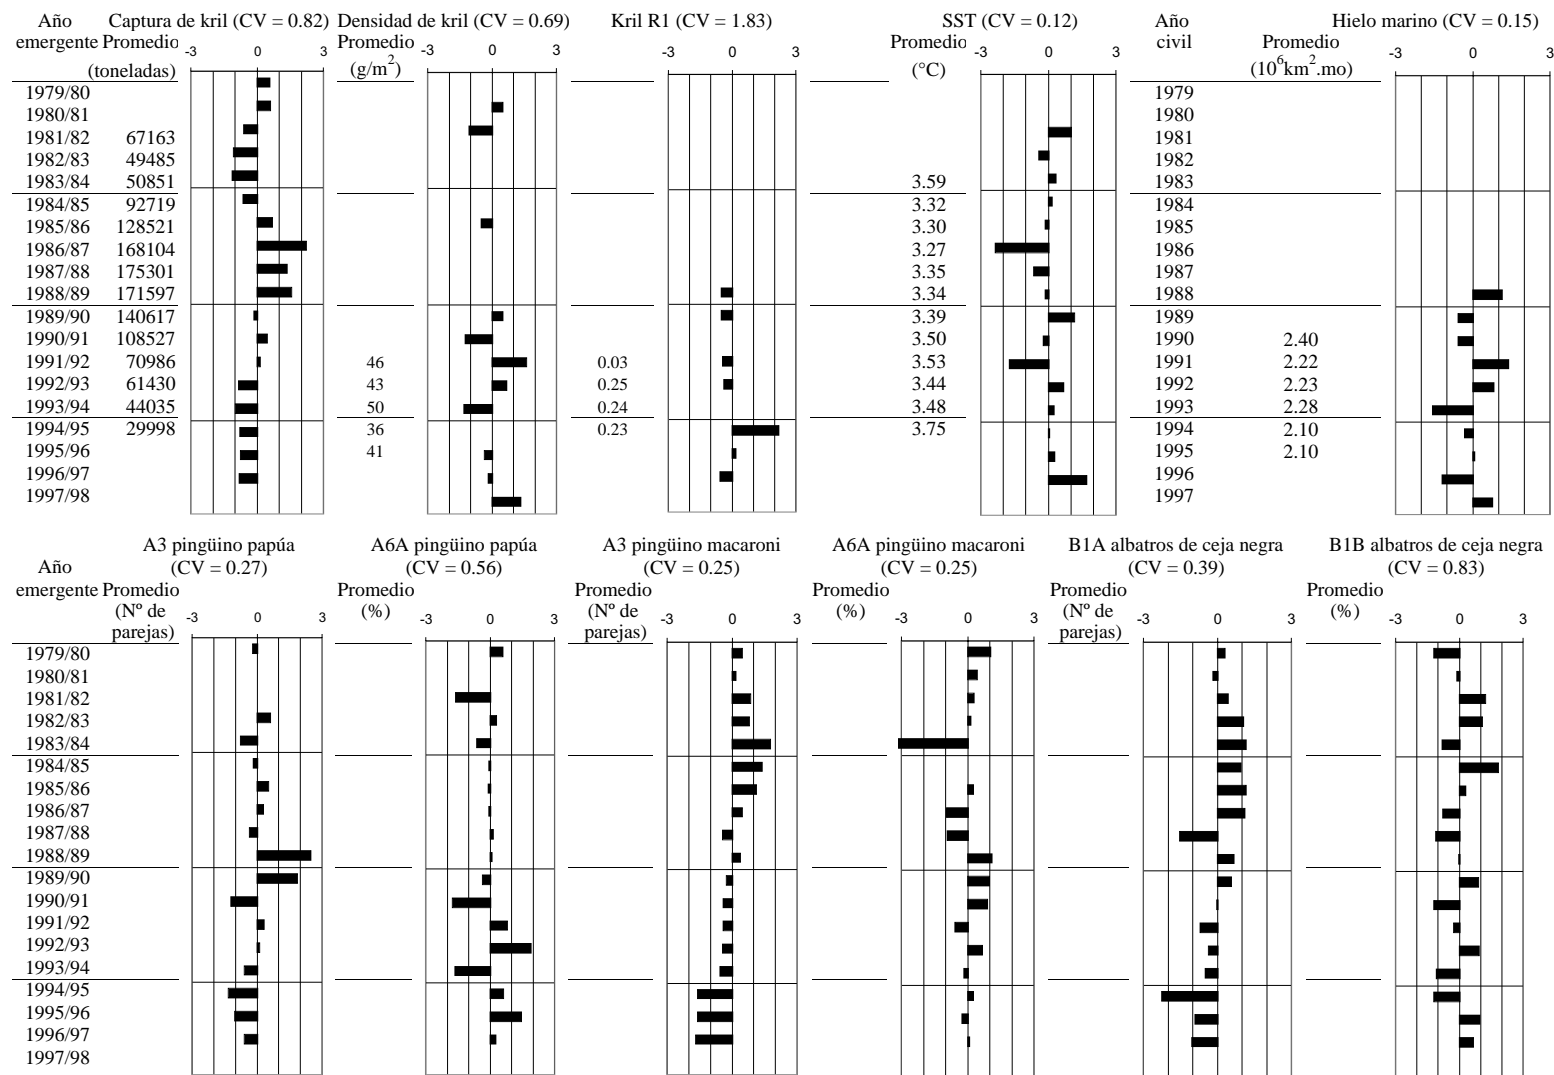 Año Captura de kril (CV = 0.82) Densidad de kril (CV = 0.69) Kril R1 (CV = 1.83) SST (CV = 0.12) Año Hielo marino (CV = 0.15)
emergente Promedio -3 0 3 Promedio -3 0 3 -3 0 3 Promedio -3 0 3 civil Promedio -3 0 3
(toneladas) (g/m2) (°C) (106km2.mo)
1979/80 1979
1980/81 1980
1981/82 67163 1981
1982/83 49485 1982
1983/84 50851 3.59 1983
1984/85 92719 3.32 1984
1985/86 128521 3.30 1985
1986/87 168104 3.27 1986
1987/88 175301 3.35 1987
1988/89 171597 3.34 1988
1989/90 140617 3.39 1989
1990/91 108527 3.50 1990 2.40
1991/92 70986 46 0.03 3.53 1991 2.22
1992/93 61430 43 0.25 3.44 1992 2.23
1993/94 44035 50 0.24 3.48 1993 2.28
1994/95 29998 36 0.23 3.75 1994 2.10
1995/96 41 1995 2.10
1996/97 1996
1997/98 1997
A3 pingüino papúa A6A pingüino papúa A3 pingüino macaroni A6A pingüino macaroni B1A albatros de ceja negra B1B albatros de ceja negra
Año (CV = 0.27) (CV = 0.56) (CV = 0.25) (CV = 0.25) (CV = 0.39) (CV = 0.83)
emergente Promedio Promedio Promedio Promedio Promedio Promedio
(Nº de (%) (Nº de (%) (Nº de (%)
parejas) -3 0 3 -3 0 3 parejas) -3 0 3 -3 0 3 parejas) -3 0 3 -3 0 3
1979/80
1980/81
1981/82
1982/83
1983/84
1984/85
1985/86
1986/87
1987/88
1988/89
1989/90
1990/91
1991/92
1992/93
1993/94
1994/95
1995/96
1996/97
1997/98